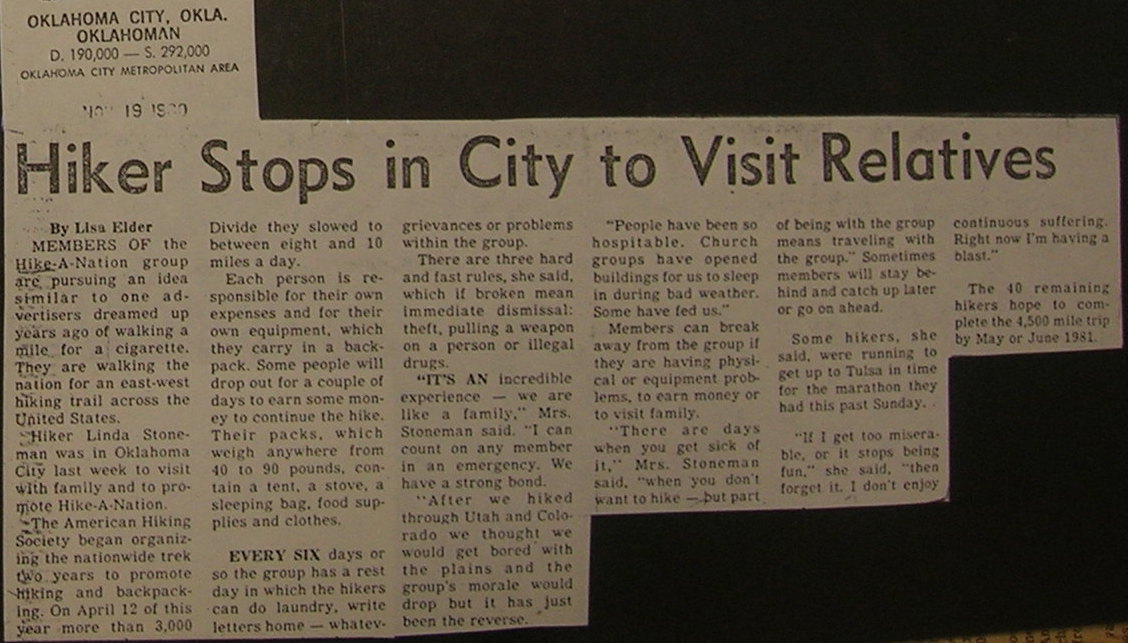 OKLAHOMA CITY, OKLA.
OKLAHOMAN
D. 190,000 — S. 292,000
OKLAHOMA CITY METROPOLITAN AREA
19
Hiker Stops in City to Visit Relatives
By Lisa Elder
MEMBERS OF the
Hike-A-Nation group
are pursuing an idea
similar to one ad-
vertisers dreamed up
years ago of walking a
mile for a cigarette.
They are walking the
nation for an east-west
hiking trail across the
United States.
Hiker Linda Stone-
man was in Oklahoma
City last week to visit
with family and to pro-
mote Hike-A-Nation.
The American Hiking
Society began organiz-
ing the nationwide trek
two years to promote
hiking and backpack-
ing. On April 12 of this
year more than 3,000
Divide they slowed to
between eight and 10
miles a day.
Each person is re-
sponsible for their own
expenses and for their
own equipment, which
they carry in a back-
pack. Some people will
drop out for a couple of
days to earn some mon-
ey to continue the hike.
Their packs, which
weigh anywhere from
40 to 90 pounds, con-
tain a tent, a stove, a
sleeping bag, food sup-
plies and clothes.
EVERY SIX days or
so the group has a rest
day in which the hikers
can do laundry, write
letters home — whatev-
grievances or problems
within the group.
There are three hard
and fast rules, she said,
which if broken mean
immediate dismissal:
theft, pulling a weapon
on a person or illegal
drugs.
"IT'S AN incredible
experience — we are
like a family," Mrs.
Stoneman said. "I can
count on any member
in an emergency. We
have a strong bond.
"After we hiked
through Utah and Colo-
rado we thought we
would get bored with
the plains and the
group's morale would
drop but it has just
been the reverse.
"People have been so
hospitable. Church
groups have opened
buildings for us to sleep
in during bad weather.
Some have fed us."
Members can break
away from the group if
they are having physi-
cal or equipment prob-
lems, to earn money or
to visit family.
"There are days
when you get sick of
it," Mrs. Stoneman
said, "when you don't
want to hike — but part
of being with the group
means traveling with
the group." Sometimes
members will stay be-
hind and catch up later
or go on ahead.
Some hikers, she
said, were running to
get up to Tulsa in time
for the marathon they
had this past Sunday.
"If I get too misera-
ble, or it stops being
fun," she said, "then
forget it. I don't enjoy
continuous suffering.
Right now I'm having a
blast."
The 40 remaining
hikers hope to com-
plete the 4,500 mile trip
by May or June 1981.